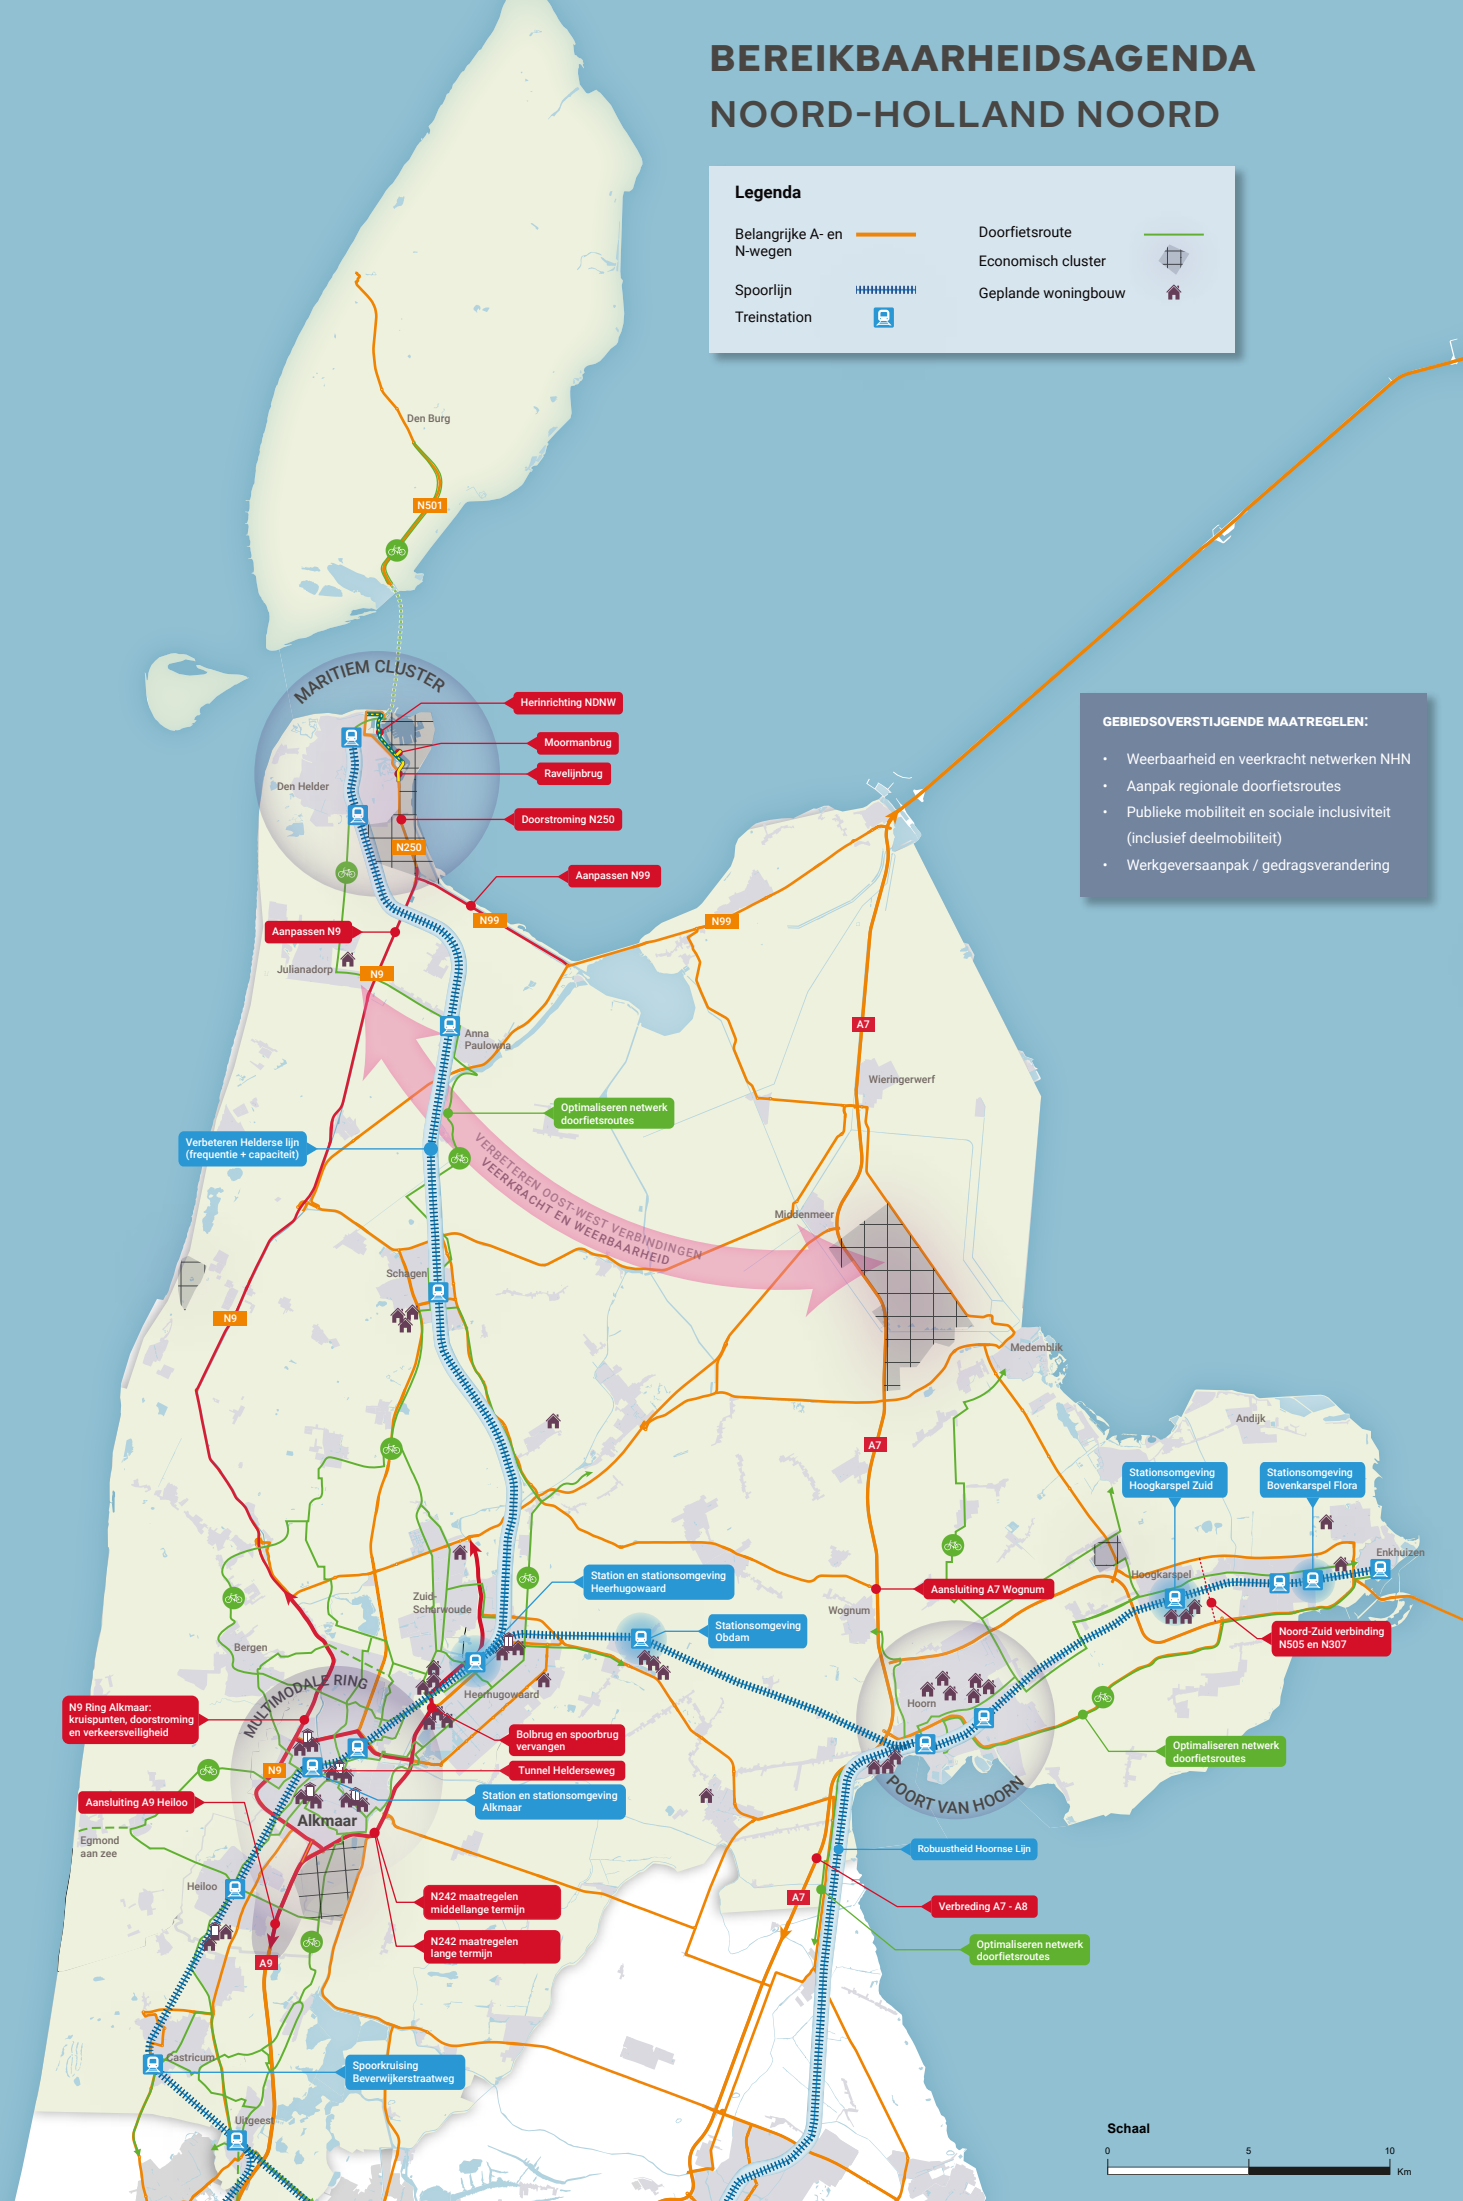 BEREIKBAARHEIDSAGENDA
NOORD-HOLLAND NOORD
Legenda
Belangrijke A- en
N-wegen
Spoorlijn
Treinstation
Doorfietsroute
Economisch cluster
Geplande woningbouw
Den Burg
N501
MARITIEM CLUSTER
Herinrichting NDNW
Moormanbrug
Ravelijnbrug
Den Helder
Doorstroming N250
N250
Aanpassen N99
N99
N99
Aanpassen N9
Julianadorp
N9
GEBIEDSOVERSTIJGENDE MAATREGELEN:
• Weerbaarheid en veerkracht netwerken NHN
• Aanpak regionale doorfietsroutes
• Publieke mobiliteit en sociale inclusiviteit
(inclusief deelmobiliteit)
• Werkgeversaanpak / gedragsverandering
Anna
Paulowna
A7
Wieringerwerf
Optimaliseren netwerk
doorfietsroutes
Verbeteren Helderse lijn
(frequentie + capaciteit)
VERBETEREN OOST-WEST VERBINDINGEN
VEERKRACHT EN WEERBAARHEID
Middenmeer
Schagen
N9
Medemblik
Andijk
A7
Stationsomgeving
Hoogkarspel Zuid
Stationsomgeving
Bovenkarspel Flora
Enkhuizen
Hoogkarspel
Zuid-
Scharwoude
Station en stationsomgeving
Heerhugowaard
Aansluiting A7 Wognum
Wognum
Stationsomgeving
Obdam
Noord-Zuid verbinding
N505 en N307
Bergen
MULTIMODALE RING
Heerhugowaard
Hoorn
N9 Ring Alkmaar:
kruispunten, doorstroming
en verkeersveiligheid
Bolbrug en spoorbrug
vervangen
Optimaliseren netwerk
doorfietsroutes
N9
Tunnel Helderseweg
POORT VAN HOORN
Aansluiting A9 Heiloo
Station en stationsomgeving
Alkmaar
Alkmaar
Egmond
aan zee
Robuustheid Hoornse Lijn
Heiloo
N242 maatregelen
middellange termijn
A7
Verbreding A7 - A8
N242 maatregelen
lange termijn
Optimaliseren netwerk
doorfietsroutes
A9
Castricum
Spoorkruising
Beverwijkerstraatweg
Uitgeest
Schaal
0 5 10
Km